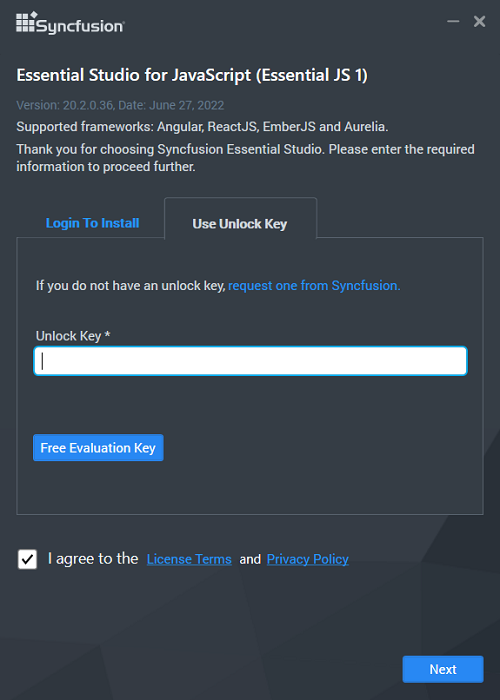 Syncfusion
Essential Studio for JavaScript (Essential JS 1)
Version: 20.2.0.36, Date: June 27, 2022
Supported frameworks: Angular, ReactJS, EmberJS and Aurelia.
Thank you for choosing Syncfusion Essential Studio. Please enter the required
information to proceed further.
Login To Install Use Unlock Key
If you do not have an unlock key, request one from Syncfusion.
Unlock Key *
Free Evaluation Key
I agree to the License Terms and Privacy Policy
Next